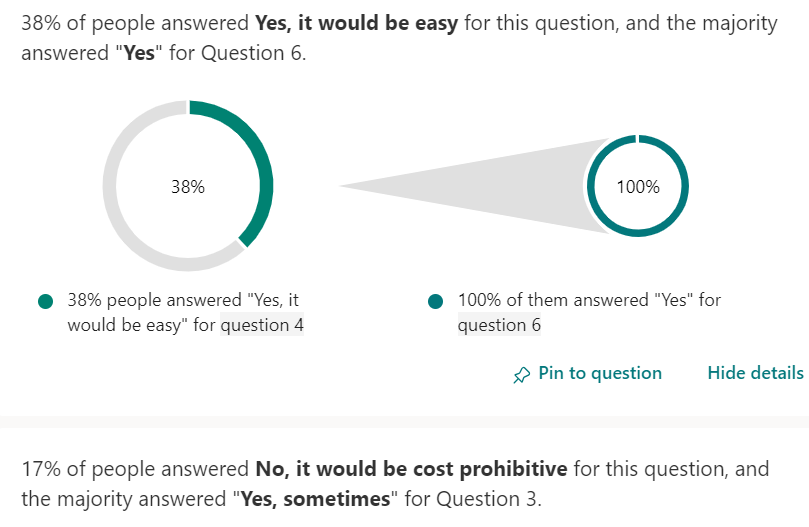 38% of people answered Yes, it would be easy for this question, and the majority
answered "Yes" for Question 6.
38%
100%
38% people answered "Yes, it
would be easy" for question 4
100% of them answered "Yes" for
question 6
Pin to question
Hide details
17% of people answered No, it would be cost prohibitive for this question, and
the majority answered "Yes, sometimes" for Question 3.